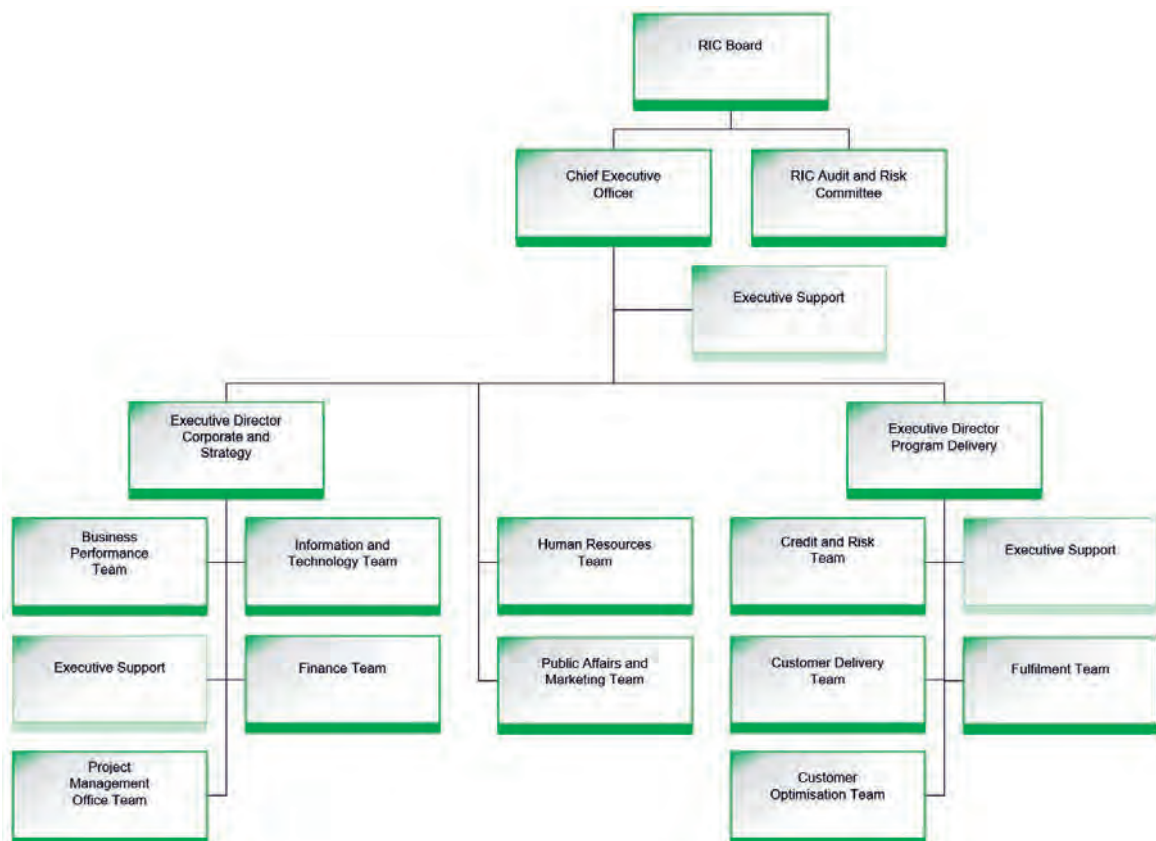 RIC Board
Chief Executive
Officer
RIC Audit and Risk
Committee
Executive Support
Executive Director
Corporate and
Strategy
Executive Director
Program Delivery
Business
Performance
Team
Information and
Technology Team
Human Resources
Team
Credit and Risk
Team
Executive Support
Executive Support
Finance Team
Public Affairs and
Marketing Team
Customer Delivery
Team
Fulfilment Team
Project
Management
Office Team
Customer
Optimisation Team